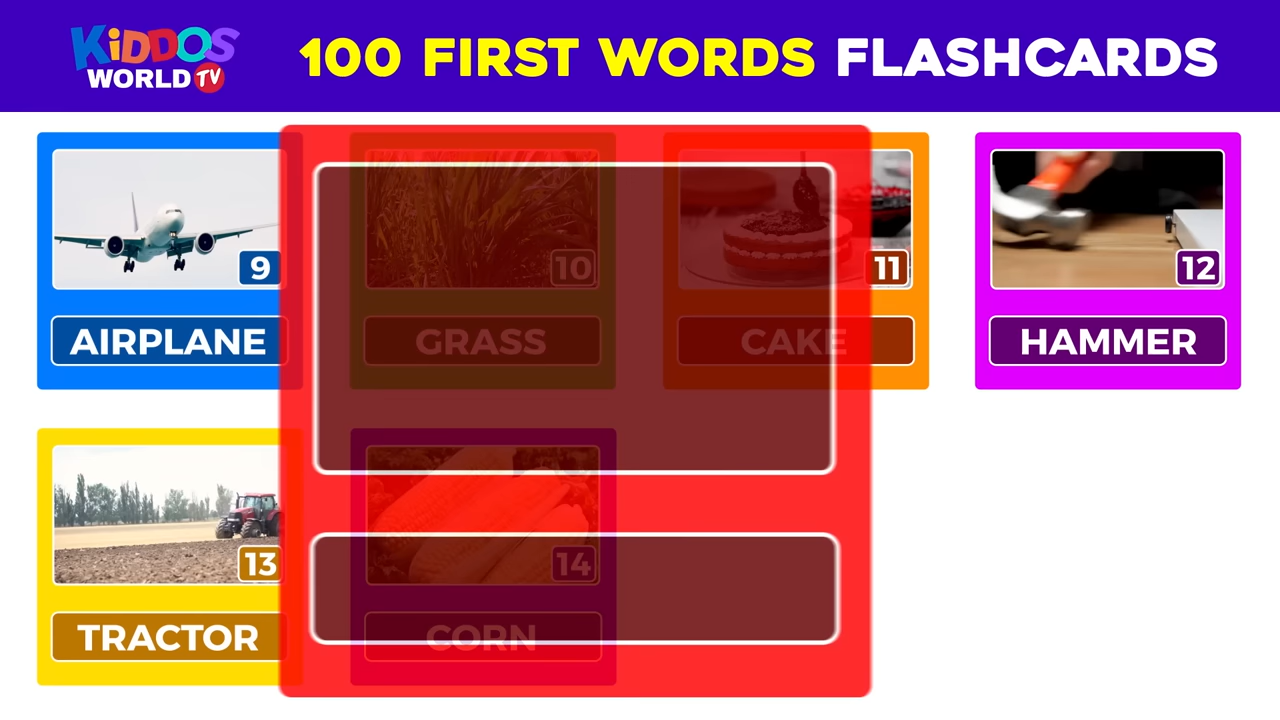 KiDDOS
WORLD TV
100 FIRST WORDS FLASHCARDS
9
10
11
12
AIRPLANE
GRASS
CAKE
HAMMER
13
14
TRACTOR
CORN